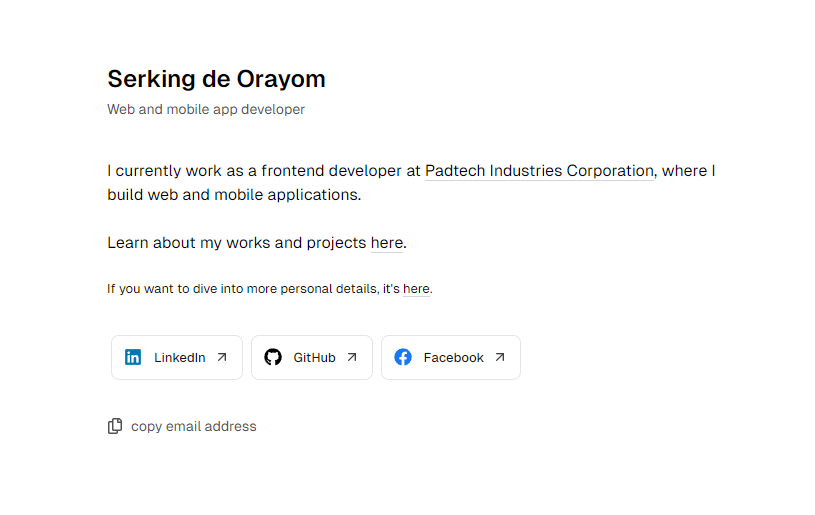 Serking de Orayom
Web and mobile app developer
I currently work as a frontend developer at Padtech Industries Corporation, where I
build web and mobile applications.
Learn about my works and projects here.
If you want to dive into more personal details, it's here.
LinkedIn
GitHub
Facebook
copy email address